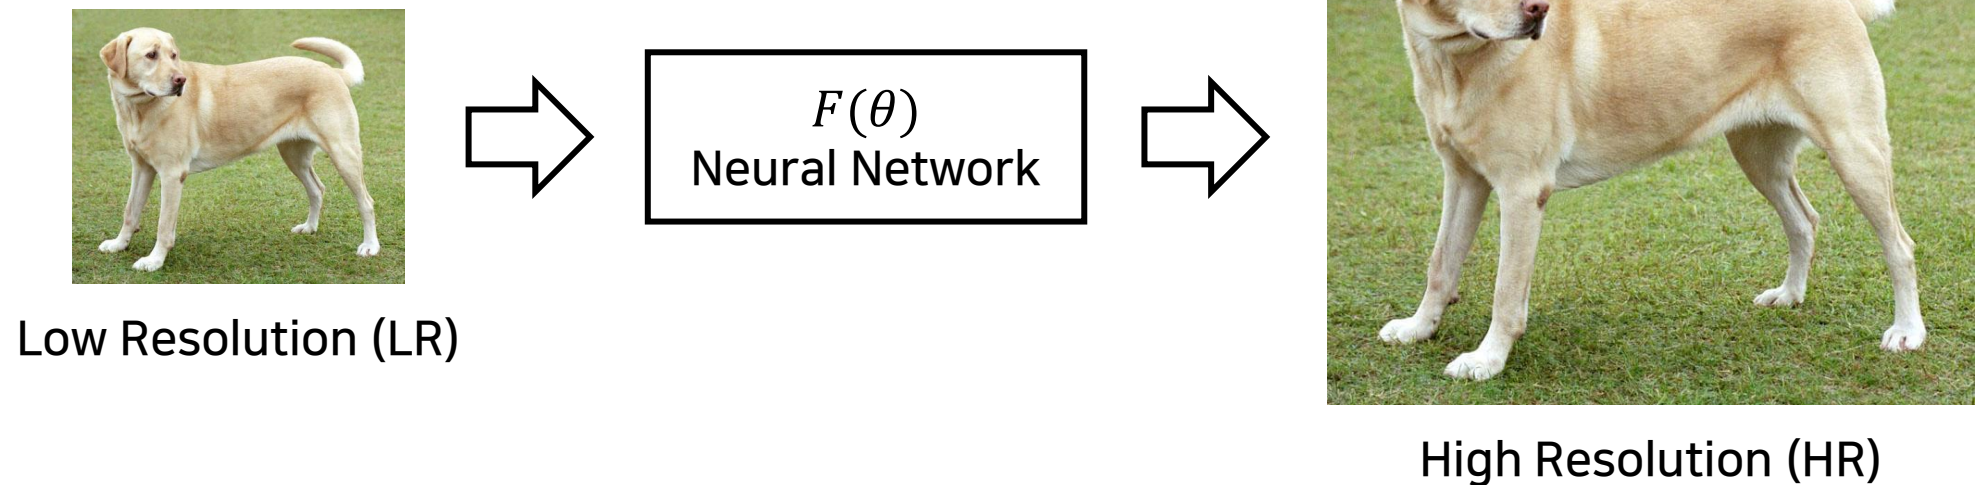 F(θ)
Neural Network
Low Resolution (LR)
High Resolution (HR)